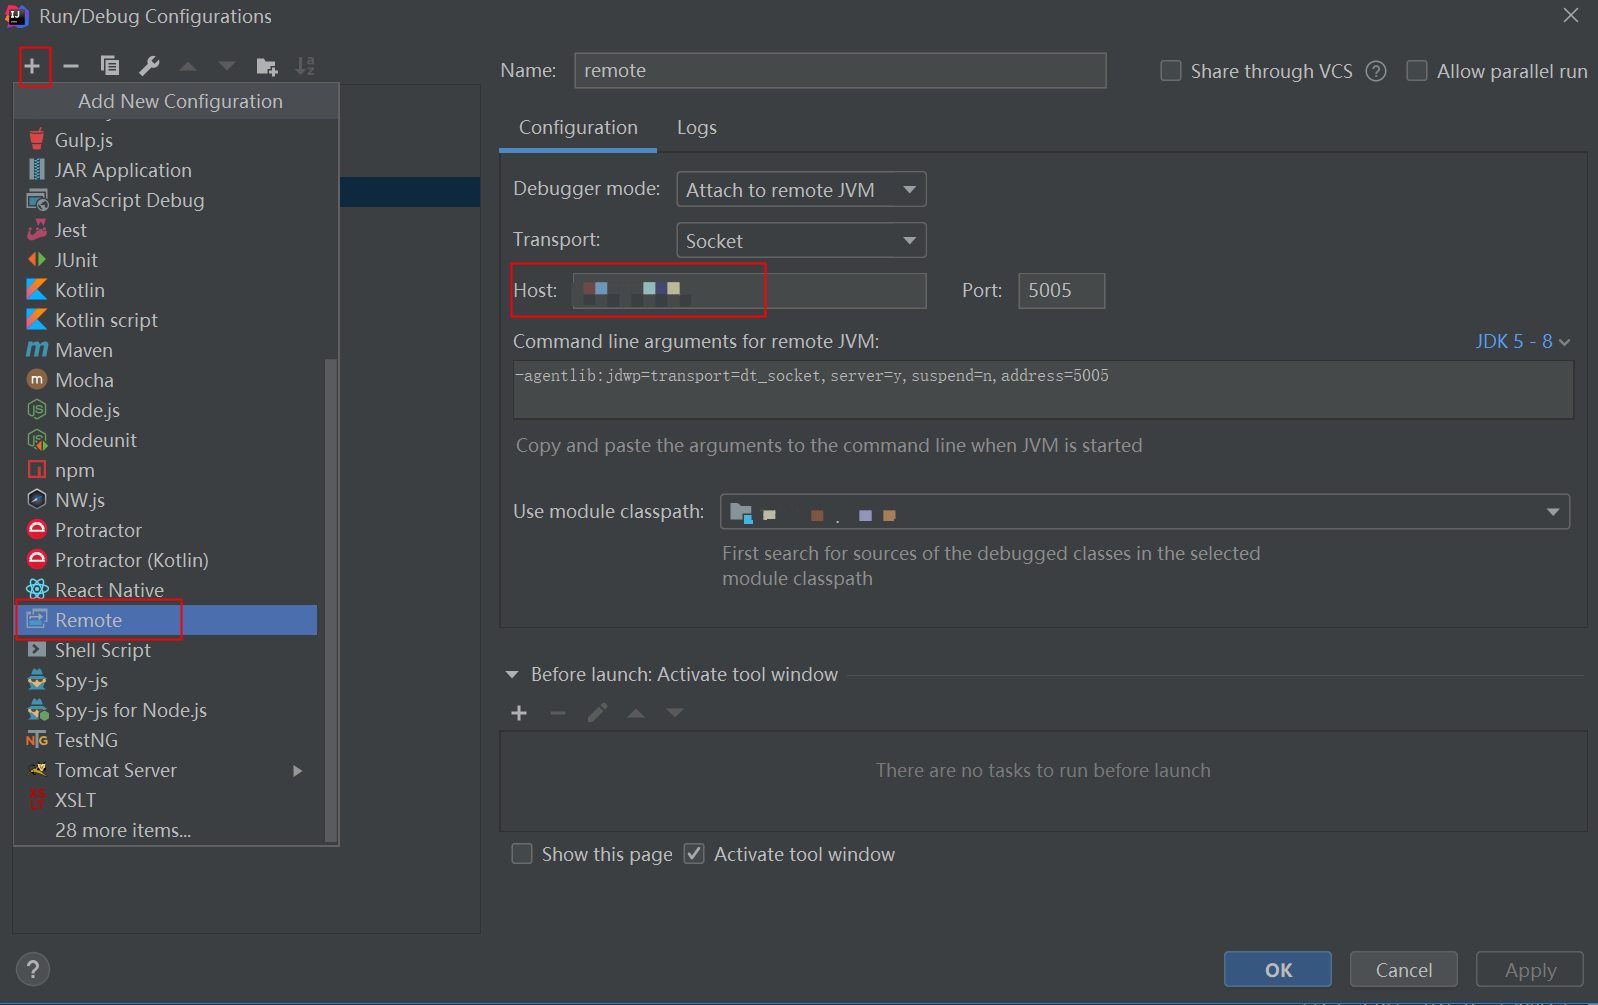 Run/Debug Configurations
Name: remote
Share through VCS ? Allow parallel run
Add New Configuration
Gulp.js
JAR Application
JavaScript Debug
Jest
JUnit
Kotlin
Kotlin script
Maven
Mocha
Node.js
Nodeunit
npm
NW.js
Protractor
Protractor (Kotlin)
React Native
Remote
Shell Script
Spy-js
Spy-js for Node.js
TestNG
Tomcat Server
XSLT
28 more items...
Configuration Logs
Debugger mode: Attach to remote JVM
Transport: Socket
Host: Port: 5005
Command line arguments for remote JVM: JDK 5 - 8
-agentlib:jdwp=transport=dt_socket,server=y,suspend=n,address=5005
Copy and paste the arguments to the command line when JVM is started
Use module classpath:
First search for sources of the debugged classes in the selected
module classpath
Before launch: Activate tool window
There are no tasks to run before launch
Show this page Activate tool window
? OK Cancel Apply